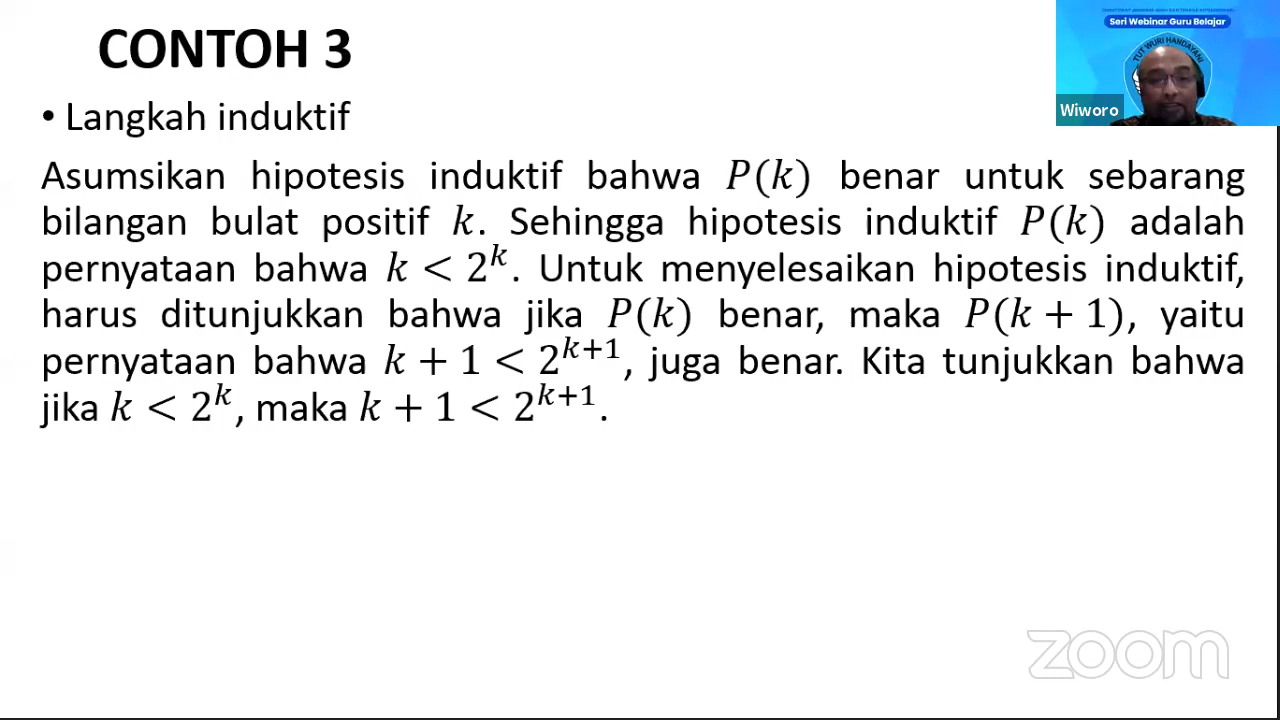 CONTOH 3
• Langkah induktif
Asumsikan hipotesis induktif bahwa P(k) benar untuk sebarang
bilangan bulat positif k. Sehingga hipotesis induktif P(k) adalah
pernyataan bahwa k < 2^k. Untuk menyelesaikan hipotesis induktif,
harus ditunjukkan bahwa jika P(k) benar, maka P(k + 1), yaitu
pernyataan bahwa k + 1 < 2^{k+1}, juga benar. Kita tunjukkan bahwa
jika k < 2^k, maka k + 1 < 2^{k+1}.
Seri Webinar Guru Belajar
TUT WURI HANDAYANI
Wiworo
zoom